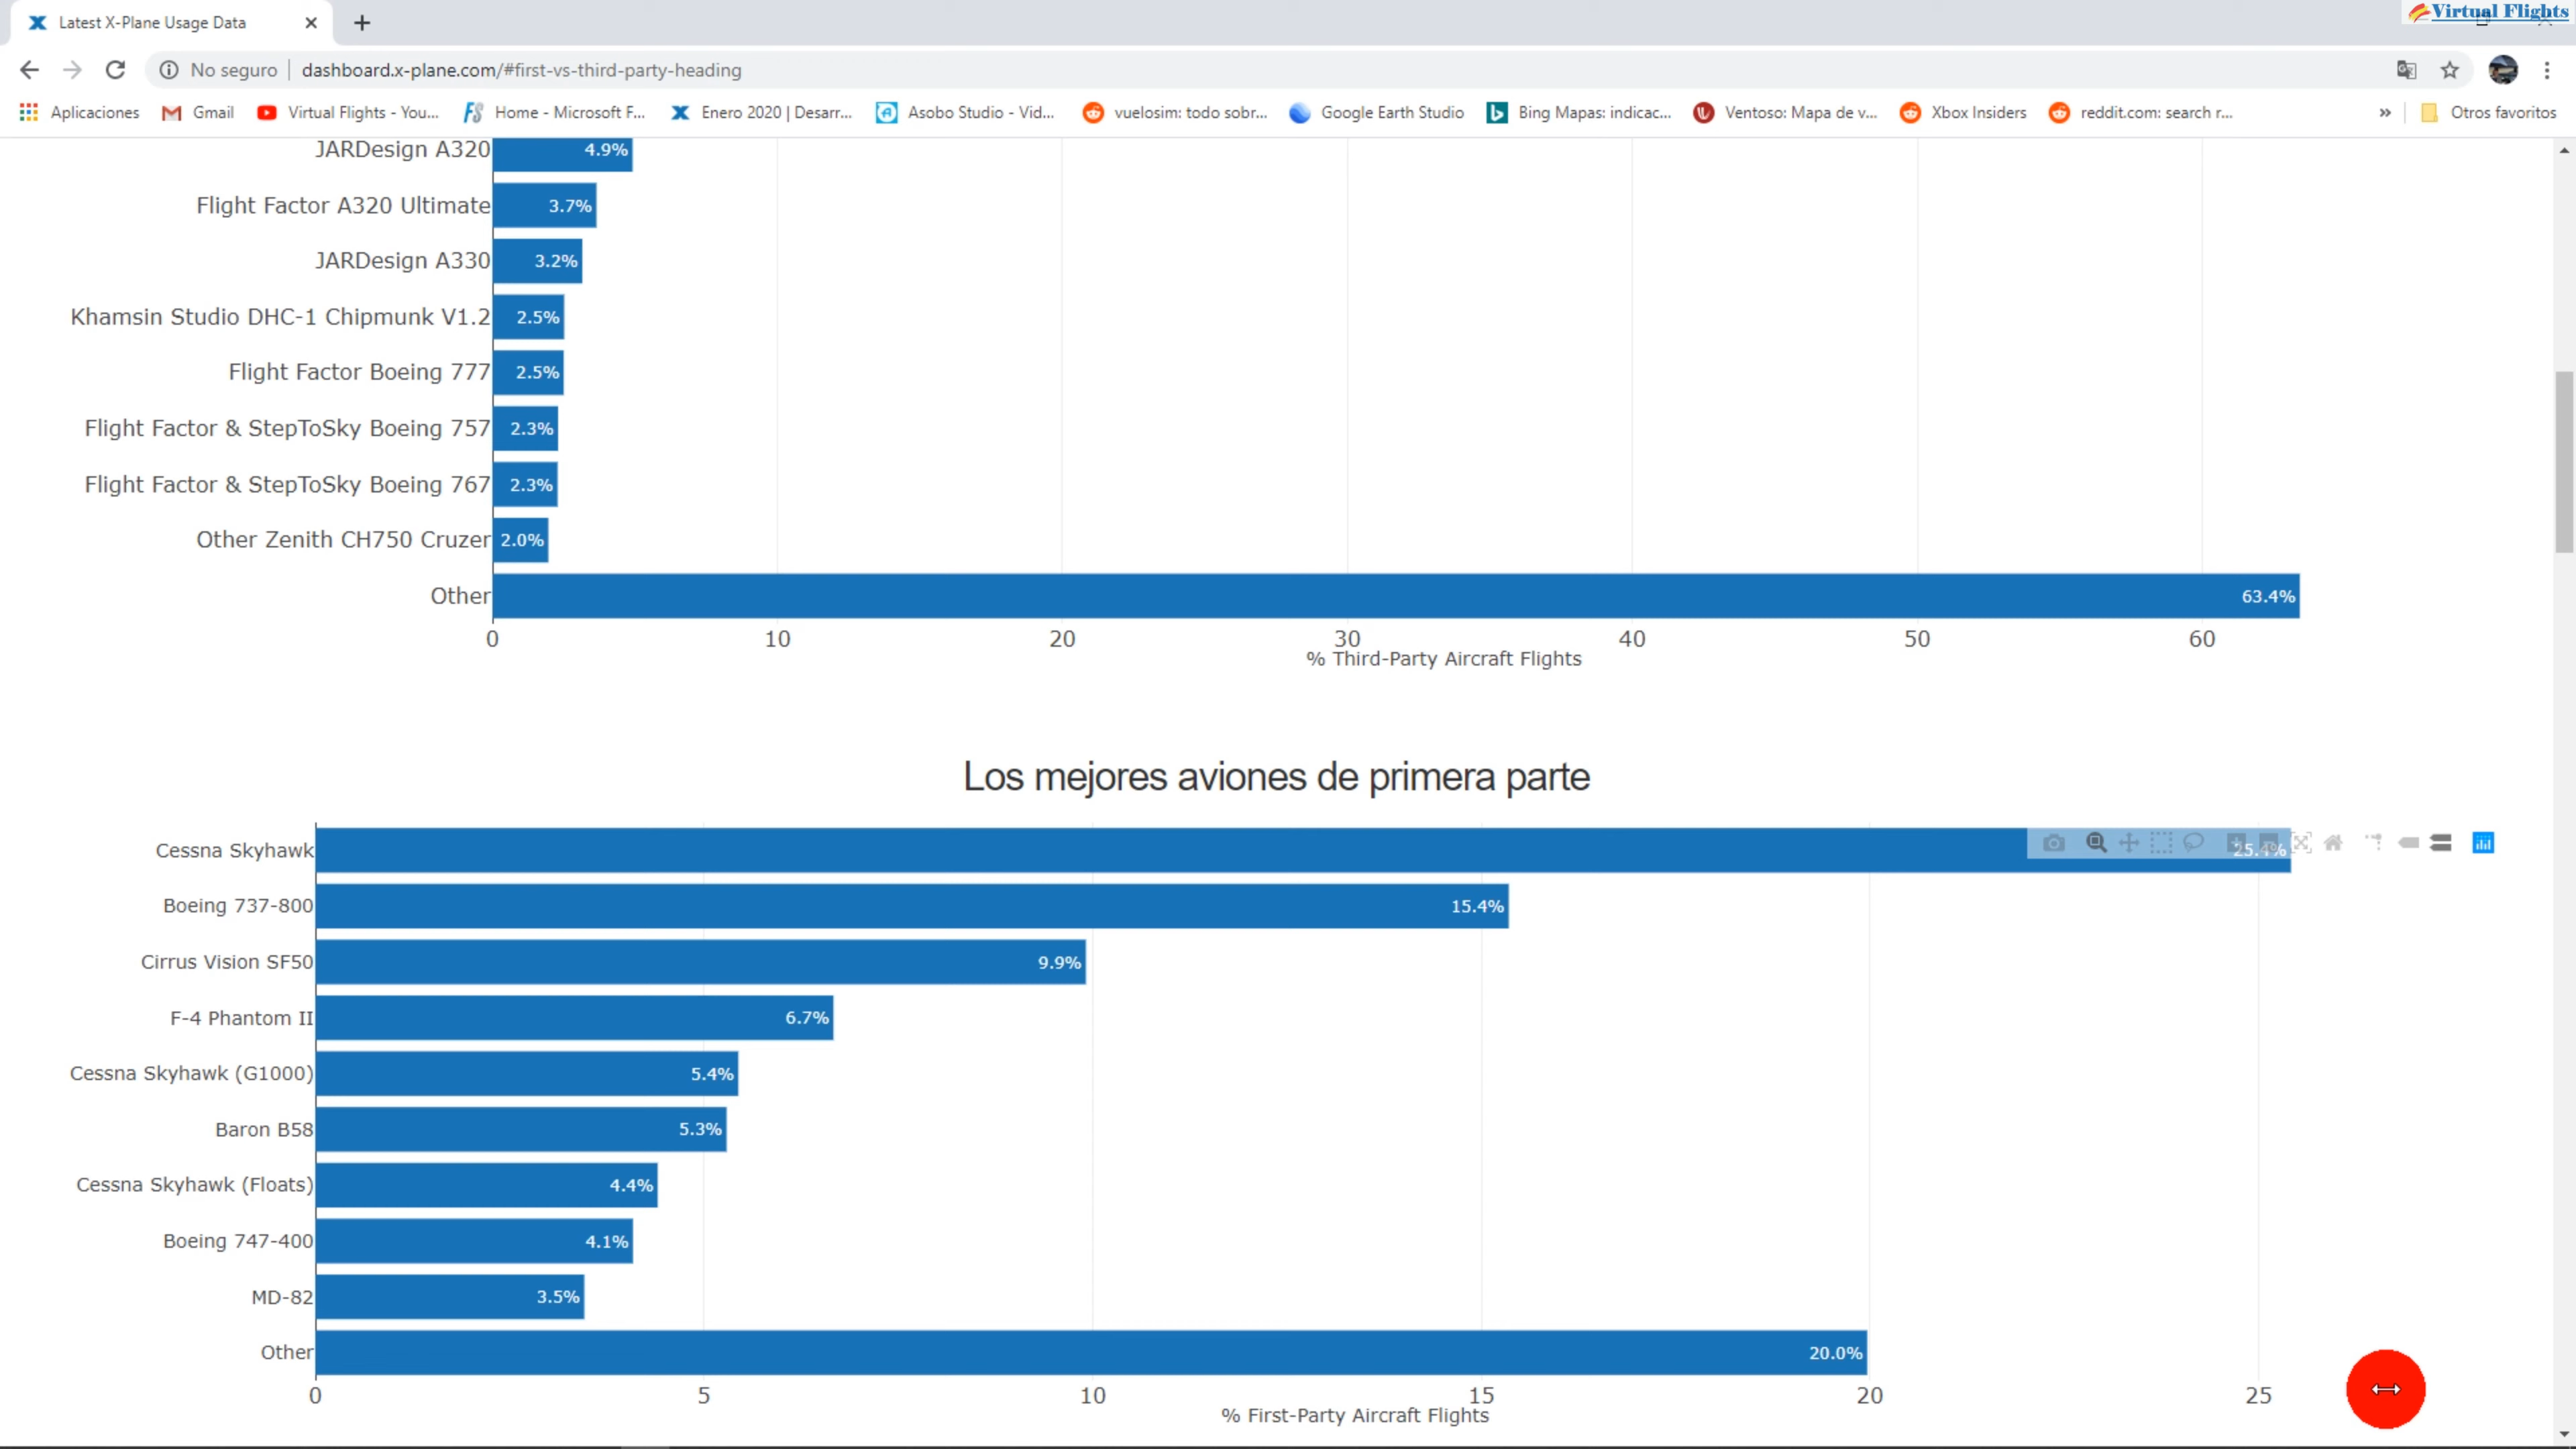 Latest X-Plane Usage Data
Virtual Flights
No seguro | dashboard.x-plane.com/#first-vs-third-party-heading
Aplicaciones Gmail Virtual Flights - You... Home - Microsoft F... Enero 2020 | Desarr... Asobo Studio - Vid... vuelosim: todo sobr... Google Earth Studio Bing Mapas: indicac... Ventoso: Mapa de v... Xbox Insiders reddit.com: search r... » Otros favoritos
JARDesign A320 4.9%
Flight Factor A320 Ultimate 3.7%
JARDesign A330 3.2%
Khamsin Studio DHC-1 Chipmunk V1.2 2.5%
Flight Factor Boeing 777 2.5%
Flight Factor & StepToSky Boeing 757 2.3%
Flight Factor & StepToSky Boeing 767 2.3%
Other Zenith CH750 Cruzer 2.0%
Other 63.4%
0 10 20 30 40 50 60
% Third-Party Aircraft Flights
Los mejores aviones de primera parte
Cessna Skyhawk 25.4%
Boeing 737-800 15.4%
Cirrus Vision SF50 9.9%
F-4 Phantom II 6.7%
Cessna Skyhawk (G1000) 5.4%
Baron B58 5.3%
Cessna Skyhawk (Floats) 4.4%
Boeing 747-400 4.1%
MD-82 3.5%
Other 20.0%
0 5 10 15 20 25
% First-Party Aircraft Flights